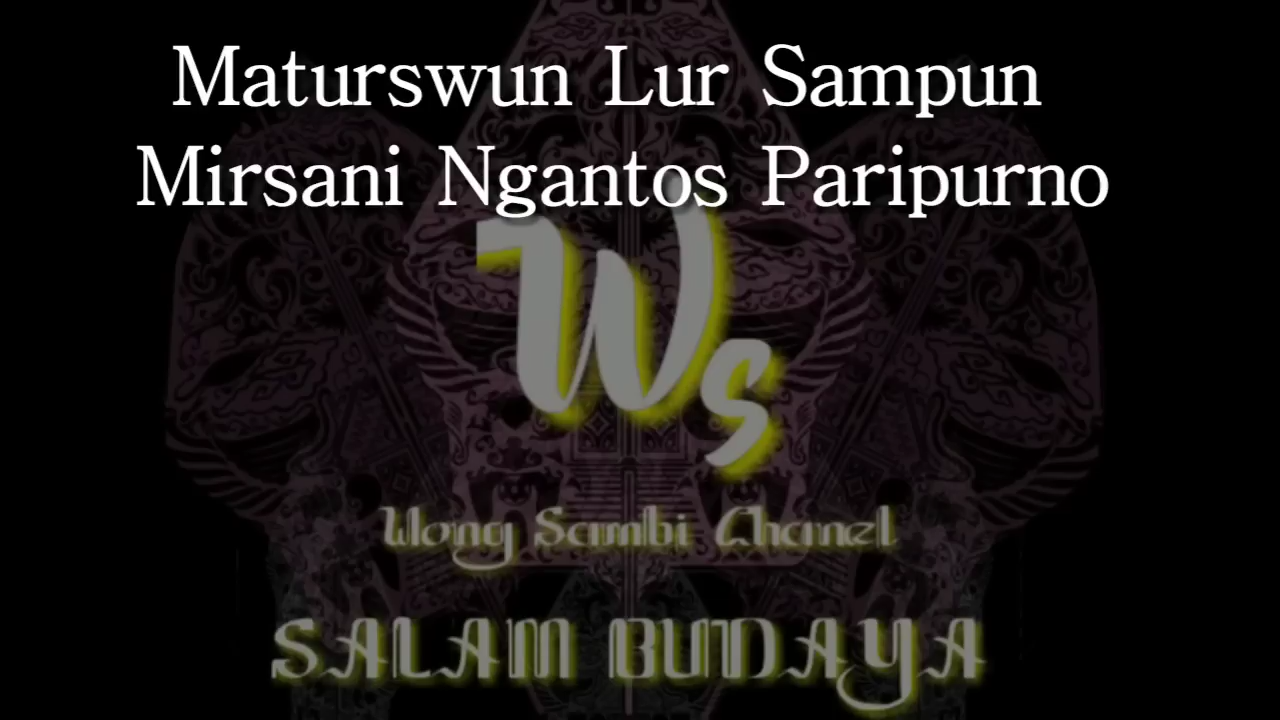 Maturswun Lur Sampun
Mirsani Ngantos Paripurno
Ws
Wong Sambi Chanel
SALAM BUDAYA